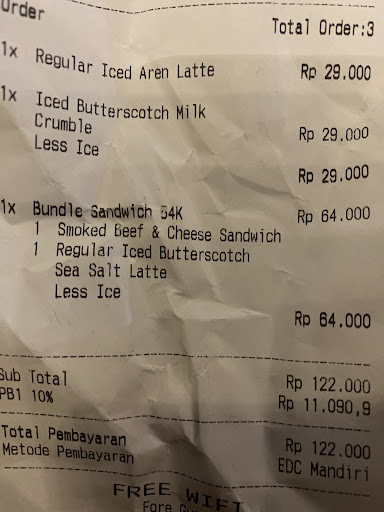 Order
Total Order:3
1x Regular Iced Aren Latte Rp 29.000
1x Iced Butterscotch Milk
Crumble Rp 29.000
Less Ice
Rp 29.000
1x Bundle Sandwich 64K Rp 64.000
1 Smoked Beef & Cheese Sandwich
1 Regular Iced Butterscotch
Sea Salt Latte
Less Ice
Rp 64.000
Sub Total Rp 122.000
PB1 10% Rp 11.090,9
Total Pembayaran Rp 122.000
Metode Pembayaran EDC Mandiri
FREE WIFI
Fore